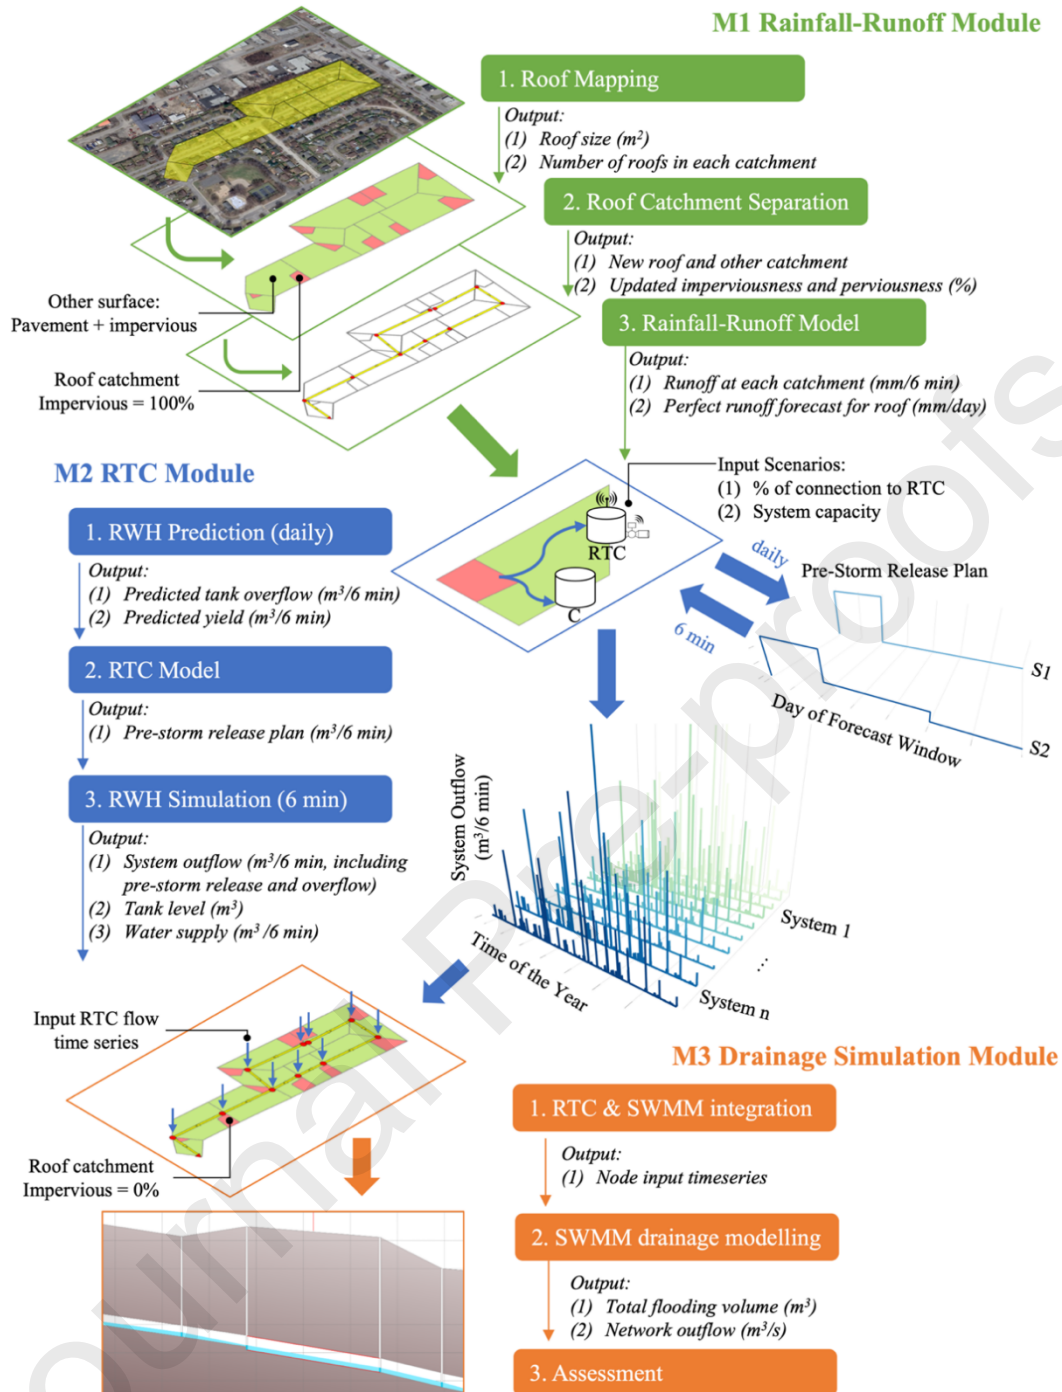 M1 Rainfall-Runoff Module
1. Roof Mapping
Output:
(1) Roof size (m²)
(2) Number of roofs in each catchment
2. Roof Catchment Separation
Output:
(1) New roof and other catchment
(2) Updated imperviousness and perviousness (%)
Other surface:
Pavement + impervious
3. Rainfall-Runoff Model
Output:
(1) Runoff at each catchment (mm/6 min)
(2) Perfect runoff forecast for roof (mm/day)
Roof catchment
Impervious = 100%
M2 RTC Module
Input Scenarios:
(1) % of connection to RTC
(2) System capacity
1. RWH Prediction (daily)
Output:
(1) Predicted tank overflow (m³/6 min)
(2) Predicted yield (m³/6 min)
RTC
C
daily
6 min
Pre-Storm Release Plan
S1
S2
Day of Forecast Window
2. RTC Model
Output:
(1) Pre-storm release plan (m³/6 min)
3. RWH Simulation (6 min)
Output:
(1) System outflow (m³/6 min, including
pre-storm release and overflow)
(2) Tank level (m³)
(3) Water supply (m³ /6 min)
System Outflow
(m³/6 min)
Time of the Year
System 1
⋮
System n
Input RTC flow
time series
Roof catchment
Impervious = 0%
M3 Drainage Simulation Module
1. RTC & SWMM integration
Output:
(1) Node input timeseries
2. SWMM drainage modelling
Output:
(1) Total flooding volume (m³)
(2) Network outflow (m³/s)
3. Assessment
Journal Pre-proofs